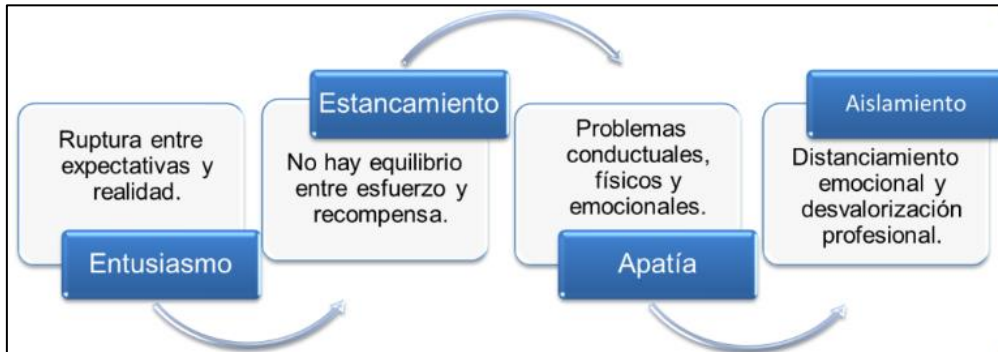 Ruptura entre
expectativas y
realidad.
Entusiasmo
Estancamiento
No hay equilibrio
entre esfuerzo y
recompensa.
Problemas
conductuales,
físicos y
emocionales.
Apatía
Aislamiento
Distanciamiento
emocional y
desvalorización
profesional.